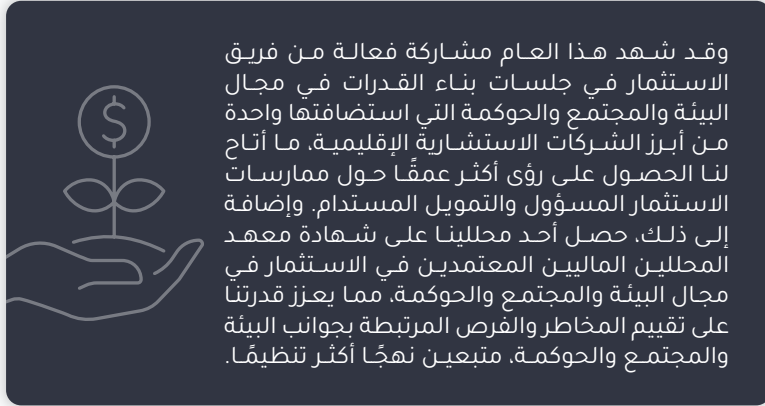 وقد شهد هذا العام مشاركة فعالة من فريق
الاستثمار في جلسات بناء القدرات في مجال
البيئة والمجتمع والحوكمة التي استضافتها واحدة
من أبرز الشركات الاستشارية الإقليمية، ما أتاح
لنا الحصول على رؤى أكثر عمقًا حول ممارسات
الاستثمار المسؤول والتمويل المستدام. وإضافة
إلى ذلك، حصل أحد محللينا على شهادة معهد
المحللين الماليين المعتمدين في الاستثمار في
مجال البيئة والمجتمع والحوكمة، مما يعزز قدرتنا
على تقييم المخاطر والفرص المرتبطة بجوانب البيئة
والمجتمع والحوكمة، متبعين نهجًا أكثر تنظيمًا.
$